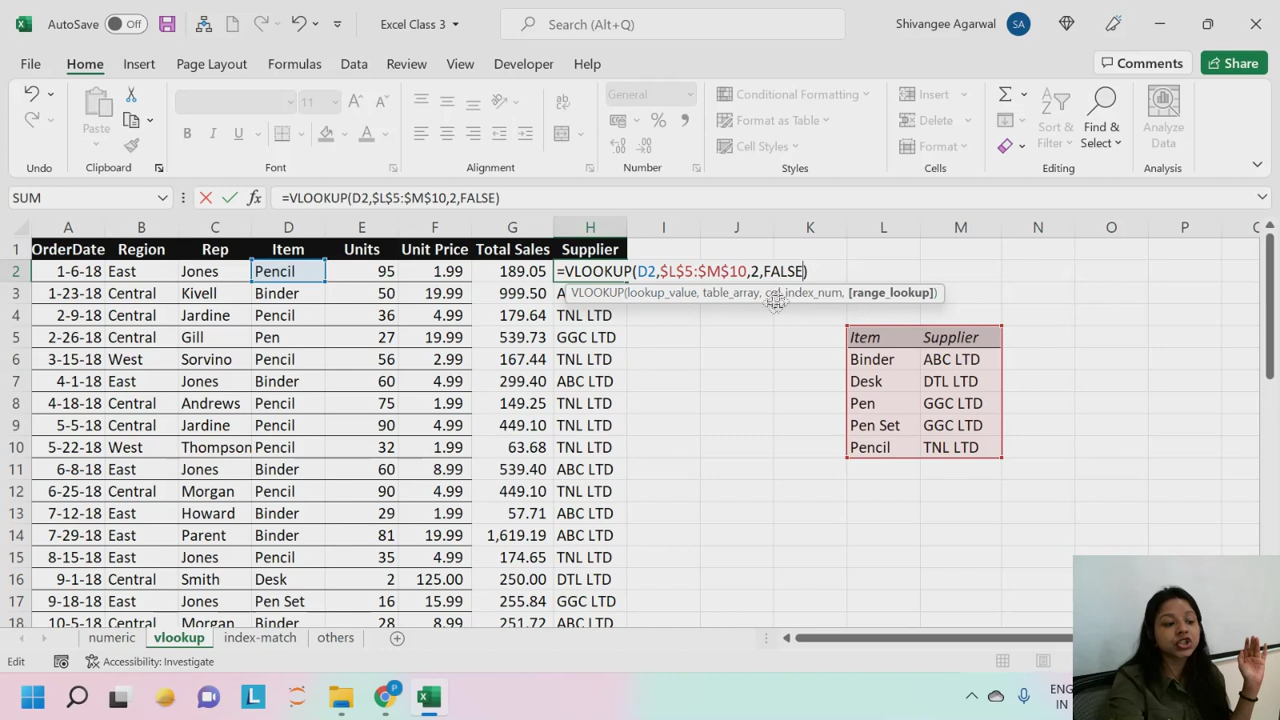 AutoSave Off Excel Class 3 Search (Alt+Q) Shivangee Agarwal SA
File Home Insert Page Layout Formulas Data Review View Developer Help Comments Share
Paste 11 General Conditional Formatting Format as Table Cell Styles Insert Delete Format Sort & Filter Find & Select Analyze Data
Undo Clipboard Font Alignment Number Styles Cells Editing Analysis
SUM =VLOOKUP(D2,$L$5:$M$10,2,FALSE)
A B C D E F G H I J K L M N O P
1 OrderDate Region Rep Item Units Unit Price Total Sales Supplier
2 1-6-18 East Jones Pencil 95 1.99 189.05 =VLOOKUP(D2,$L$5:$M$10,2,FALSE)
VLOOKUP(lookup_value, table_array, col_index_num, [range_lookup])
3 1-23-18 Central Kivell Binder 50 19.99 999.50
4 2-9-18 Central Jardine Pencil 36 4.99 179.64 TNL LTD
5 2-26-18 Central Gill Pen 27 19.99 539.73 GGC LTD Item Supplier
6 3-15-18 West Sorvino Pencil 56 2.99 167.44 TNL LTD Binder ABC LTD
7 4-1-18 East Jones Binder 60 4.99 299.40 ABC LTD Desk DTL LTD
8 4-18-18 Central Andrews Pencil 75 1.99 149.25 TNL LTD Pen GGC LTD
9 5-5-18 Central Jardine Pencil 90 4.99 449.10 TNL LTD Pen Set GGC LTD
10 5-22-18 West Thompson Pencil 32 1.99 63.68 TNL LTD Pencil TNL LTD
11 6-8-18 East Jones Binder 60 8.99 539.40 ABC LTD
12 6-25-18 Central Morgan Pencil 90 4.99 449.10 TNL LTD
13 7-12-18 East Howard Binder 29 1.99 57.71 ABC LTD
14 7-29-18 East Parent Binder 81 19.99 1,619.19 ABC LTD
15 8-15-18 East Jones Pencil 35 4.99 174.65 TNL LTD
16 9-1-18 Central Smith Desk 2 125.00 250.00 DTL LTD
17 9-18-18 East Jones Pen Set 16 15.99 255.84 GGC LTD
18 10-5-18 Central Morgan Binder 28 8.99 251.72 ABC LTD
numeric vlookup index-match others
Edit Accessibility: Investigate
ENG
IN